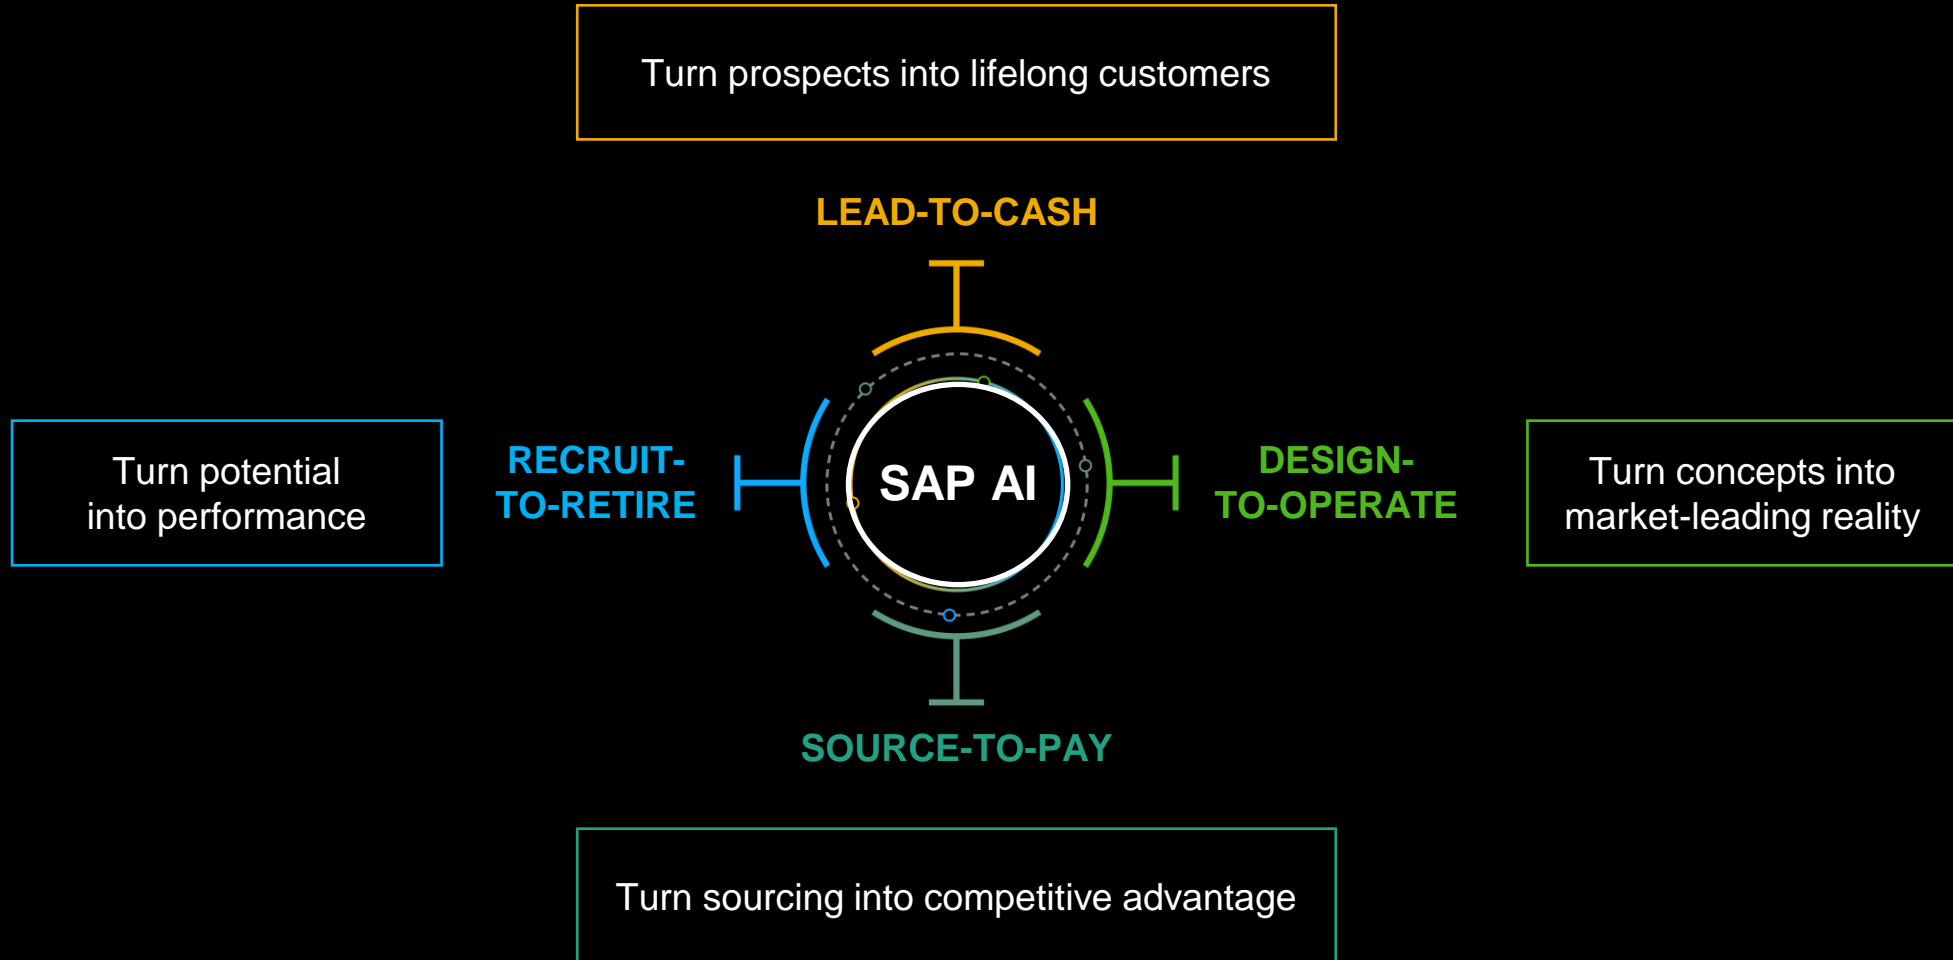 Turn prospects into lifelong customers
LEAD-TO-CASH
Turn potential
into performance
RECRUIT-
TO-RETIRE
SAP AI
DESIGN-
TO-OPERATE
Turn concepts into
market-leading reality
SOURCE-TO-PAY
Turn sourcing into competitive advantage